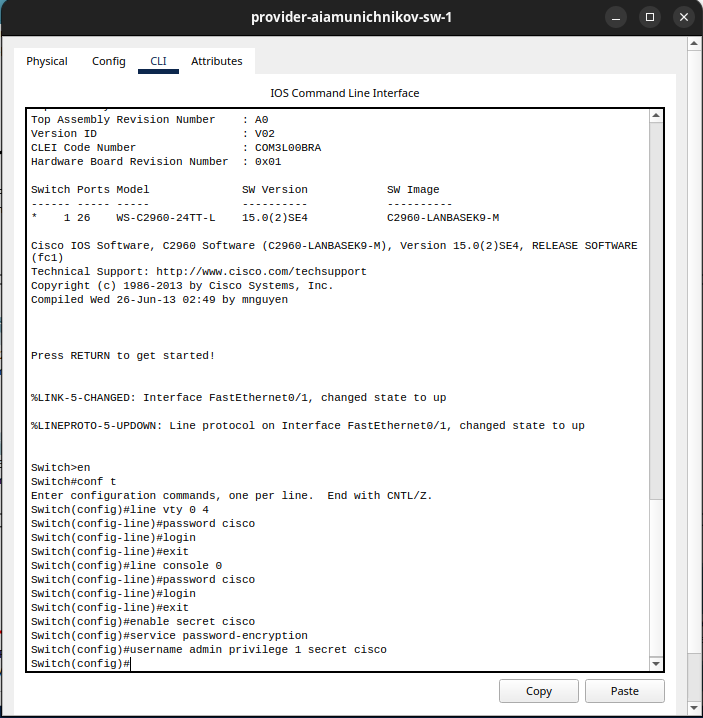 provider-aiamunichnikov-sw-1
Physical Config CLI Attributes
IOS Command Line Interface
Top Assembly Revision Number    : A0
Version ID                      : V02
CLEI Code Number                : COM3L00BRA
Hardware Board Revision Number  : 0x01
Switch Ports Model              SW Version            SW Image
------ ----- -----              ----------            ----------
*    1 26    WS-C2960-24TT-L    15.0(2)SE4            C2960-LANBASEK9-M
Cisco IOS Software, C2960 Software (C2960-LANBASEK9-M), Version 15.0(2)SE4, RELEASE SOFTWARE
(fc1)
Technical Support: http://www.cisco.com/techsupport
Copyright (c) 1986-2013 by Cisco Systems, Inc.
Compiled Wed 26-Jun-13 02:49 by mnguyen
Press RETURN to get started!
%LINK-5-CHANGED: Interface FastEthernet0/1, changed state to up
%LINEPROTO-5-UPDOWN: Line protocol on Interface FastEthernet0/1, changed state to up
Switch>en
Switch#conf t
Enter configuration commands, one per line.  End with CNTL/Z.
Switch(config)#line vty 0 4
Switch(config-line)#password cisco
Switch(config-line)#login
Switch(config-line)#exit
Switch(config)#line console 0
Switch(config-line)#password cisco
Switch(config-line)#login
Switch(config-line)#exit
Switch(config)#enable secret cisco
Switch(config)#service password-encryption
Switch(config)#username admin privilege 1 secret cisco
Switch(config)#
Copy Paste